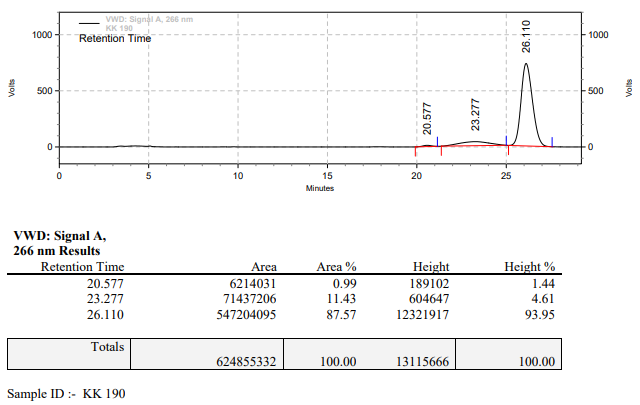 VWD: Signal A, 266 nm
KK 190
Retention Time
1000
500
0
Volts
1000
500
0
Volts
20.577
23.277
26.110
0 5 10 15 20 25
Minutes
VWD: Signal A,
266 nm Results
Retention Time Area Area % Height Height %
20.577 6214031 0.99 189102 1.44
23.277 71437206 11.43 604647 4.61
26.110 547204095 87.57 12321917 93.95
Totals
624855332 100.00 13115666 100.00
Sample ID :- KK 190